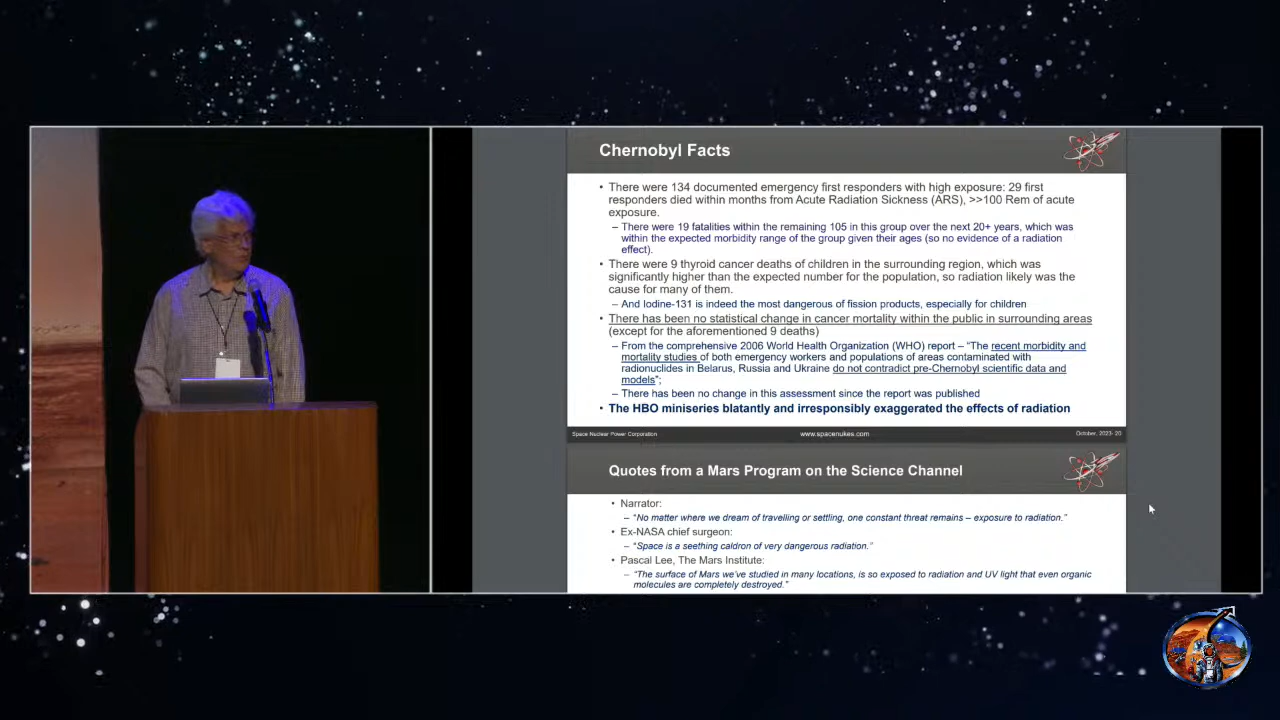 Chernobyl Facts
• There were 134 documented emergency first responders with high exposure: 29 first
responders died within months from Acute Radiation Sickness (ARS), >>100 Rem of acute
exposure.
– There were 19 fatalities within the remaining 105 in this group over the next 20+ years, which was
within the expected morbidity range of the group given their ages (so no evidence of a radiation
effect).
• There were 9 thyroid cancer deaths of children in the surrounding region, which was
significantly higher than the expected number for the population, so radiation likely was the
cause for many of them.
– And Iodine-131 is indeed the most dangerous of fission products, especially for children
• There has been no statistical change in cancer mortality within the public in surrounding areas
(except for the aforementioned 9 deaths)
– From the comprehensive 2006 World Health Organization (WHO) report – “The recent morbidity and
mortality studies of both emergency workers and populations of areas contaminated with
radionuclides in Belarus, Russia and Ukraine do not contradict pre-Chernobyl scientific data and
models”;
– There has been no change in this assessment since the report was published
• The HBO miniseries blatantly and irresponsibly exaggerated the effects of radiation
Space Nuclear Power Corporation www.spacenukes.com October, 2023- 20
Quotes from a Mars Program on the Science Channel
• Narrator:
– “No matter where we dream of travelling or settling, one constant threat remains – exposure to radiation.”
• Ex-NASA chief surgeon:
– “Space is a seething caldron of very dangerous radiation.”
• Pascal Lee, The Mars Institute:
– “The surface of Mars we’ve studied in many locations, is so exposed to radiation and UV light that even organic
molecules are completely destroyed.”